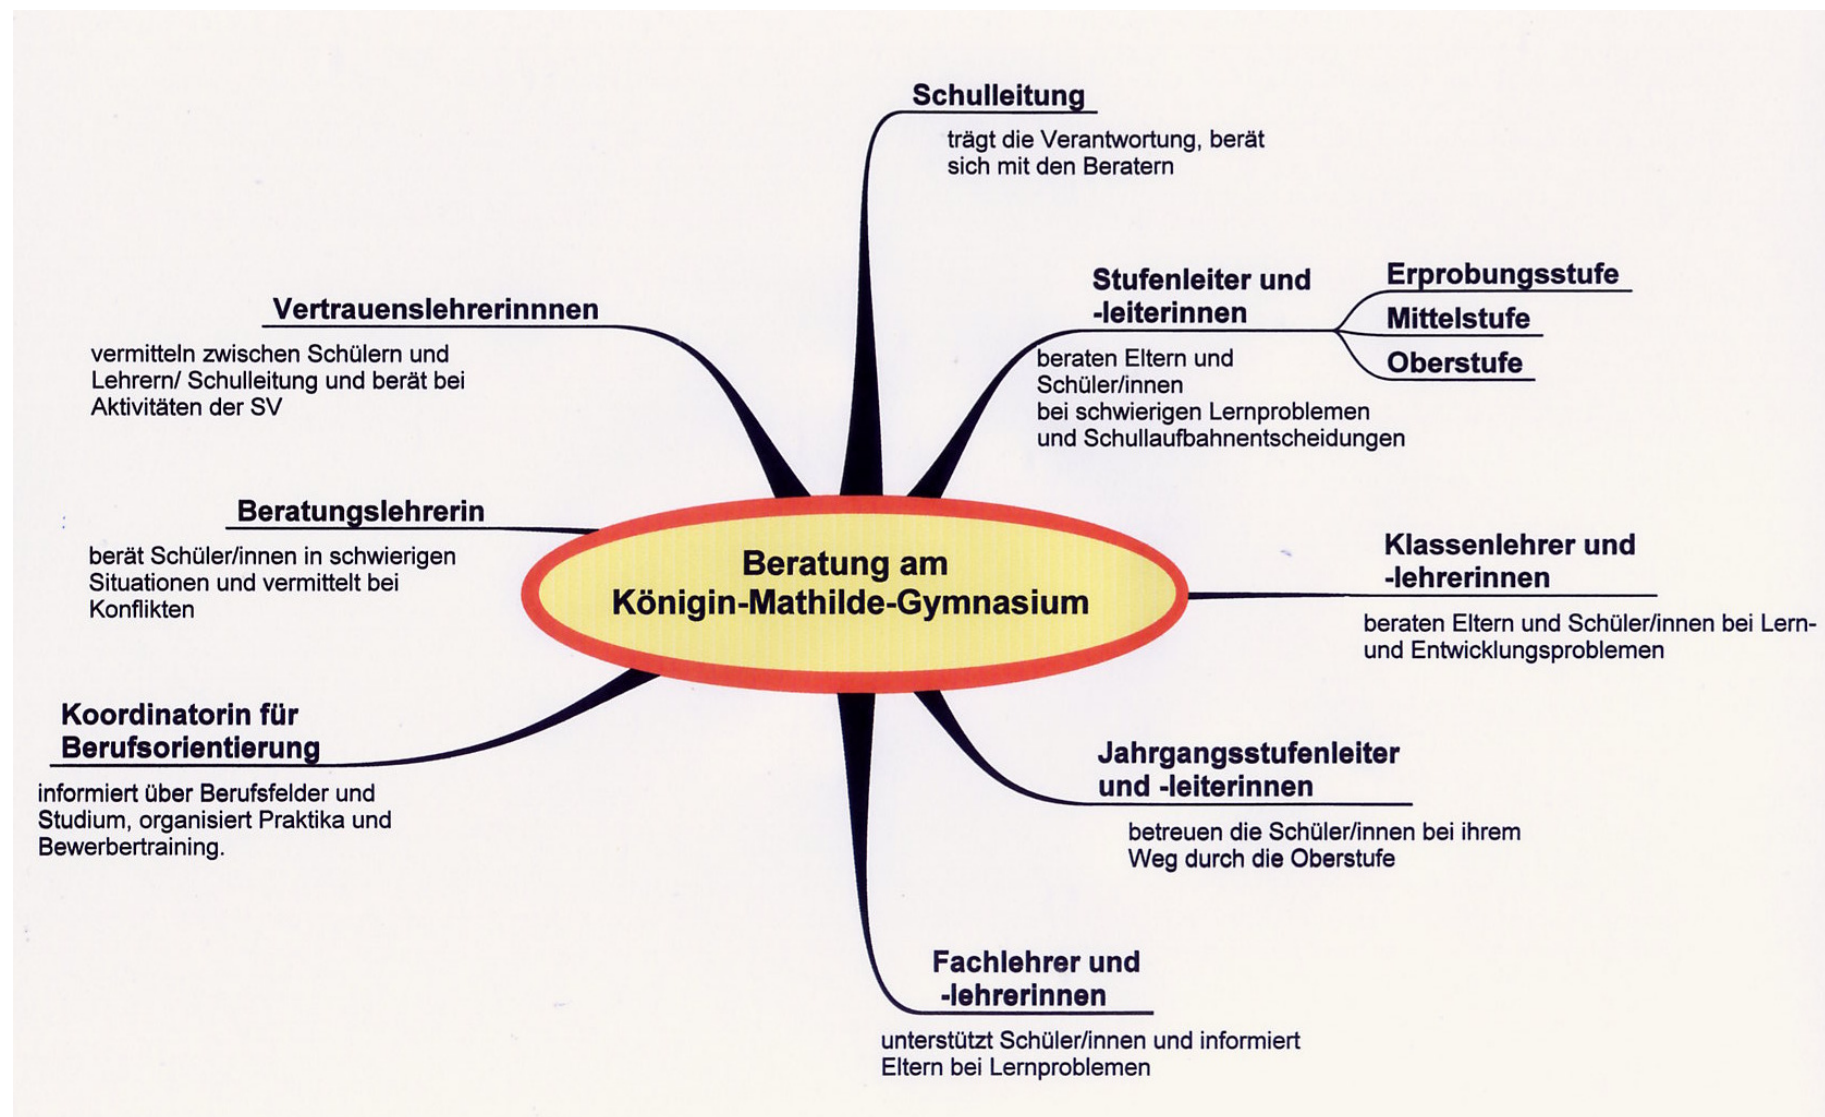 Schulleitung
trägt die Verantwortung, berät
sich mit den Beratern
Stufenleiter und
-leiterinnen
beraten Eltern und
Schüler/innen
bei schwierigen Lernproblemen
und Schullaufbahnentscheidungen
Erprobungsstufe
Mittelstufe
Oberstufe
Vertrauenslehrerinnnen
vermitteln zwischen Schülern und
Lehrern/ Schulleitung und berät bei
Aktivitäten der SV
Beratungslehrerin
berät Schüler/innen in schwierigen
Situationen und vermittelt bei
Konflikten
Beratung am
Königin-Mathilde-Gymnasium
Klassenlehrer und
-lehrerinnen
beraten Eltern und Schüler/innen bei Lern-
und Entwicklungsproblemen
Koordinatorin für
Berufsorientierung
informiert über Berufsfelder und
Studium, organisiert Praktika und
Bewerbertraining.
Jahrgangsstufenleiter
und -leiterinnen
betreuen die Schüler/innen bei ihrem
Weg durch die Oberstufe
Fachlehrer und
-lehrerinnen
unterstützt Schüler/innen und informiert
Eltern bei Lernproblemen